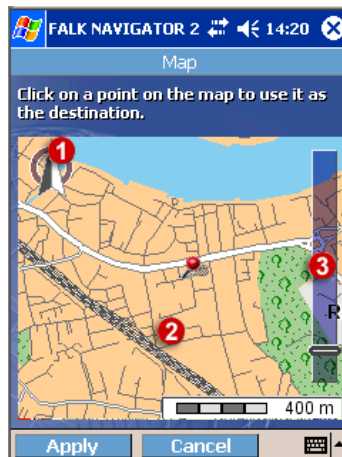 FALK NAVIGATOR 2 14:20
Map
Click on a point on the map to use it as
the destination.
1
2
3
R
400 m
Apply Cancel